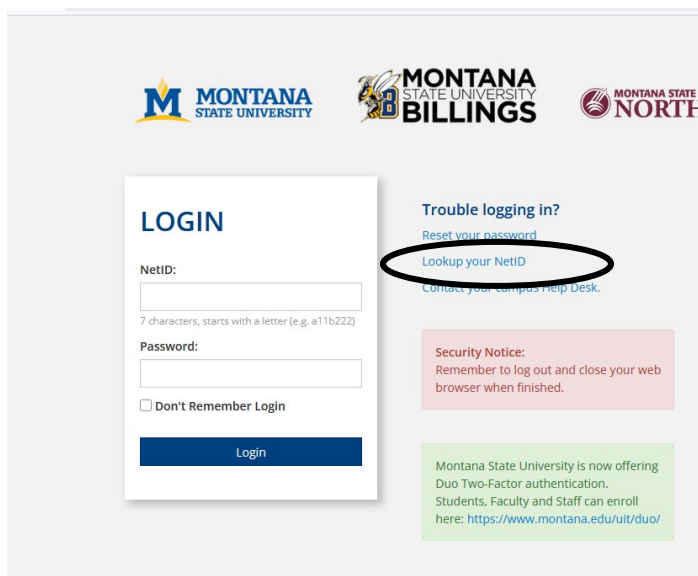 MONTANA
STATE UNIVERSITY
MONTANA
STATE UNIVERSITY
BILLINGS
MONTANA STATE
NORTH
LOGIN
NetID:
7 characters, starts with a letter (e.g. a11b222)
Password:
Don't Remember Login
Login
Trouble logging in?
Reset your password
Lookup your NetID
Contact your campus Help Desk.
Security Notice:
Remember to log out and close your web
browser when finished.
Montana State University is now offering
Duo Two-Factor authentication.
Students, Faculty and Staff can enroll
here: https://www.montana.edu/uit/duo/